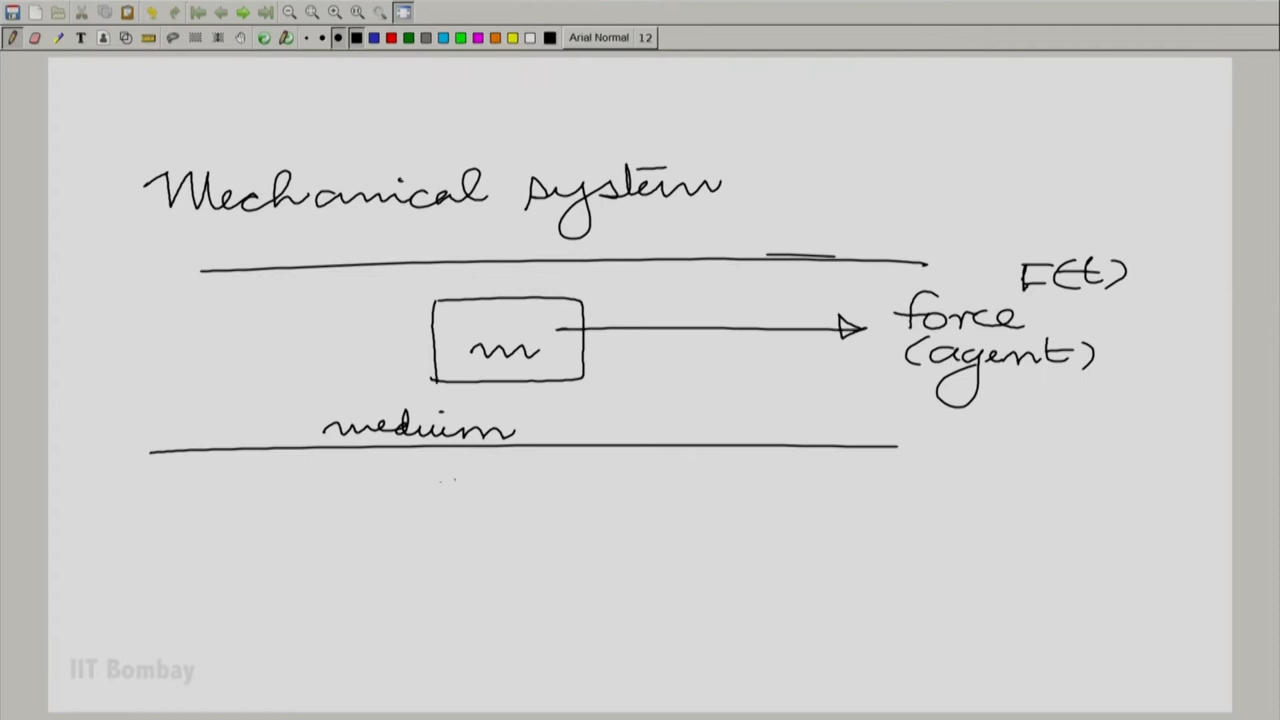 Arial Normal 12
Mechanical system
F(t)
force
m
(agent)
medium
IIT Bombay